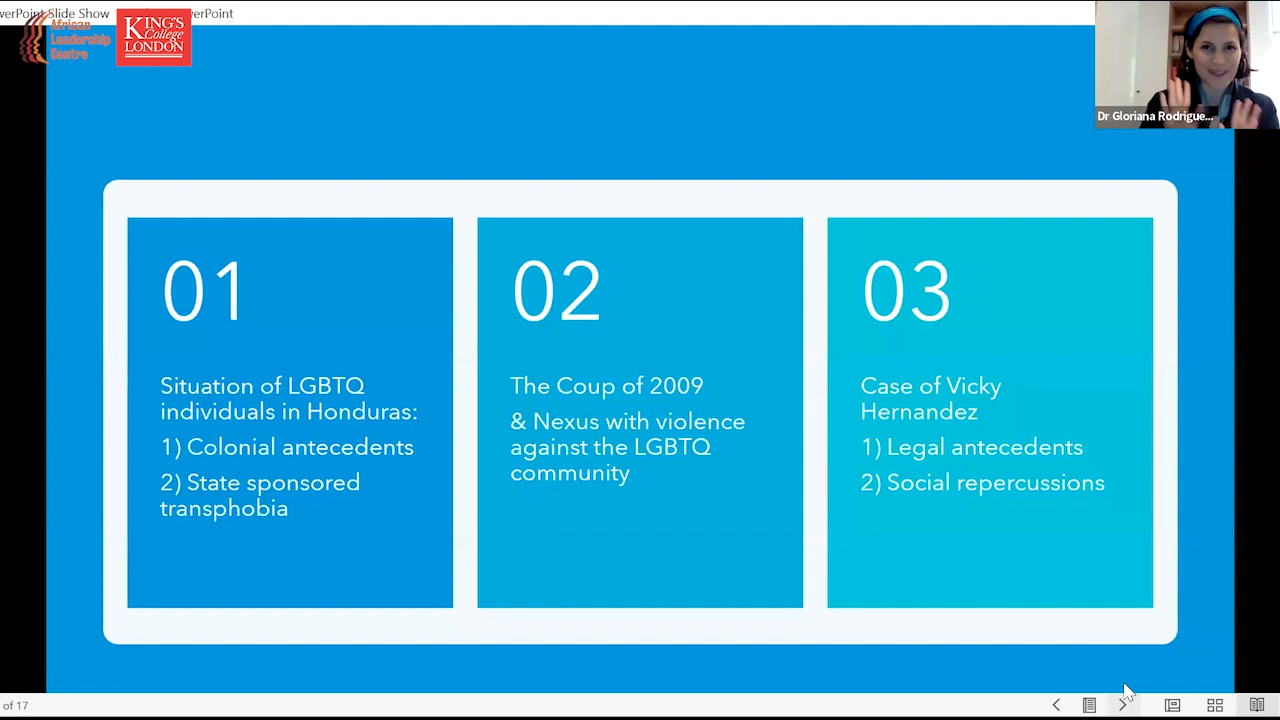 werPoint Slide Show
werPoint
African
Leadership
Centre
KING'S
College
LONDON
Dr Gloriana Rodrigue...
01
Situation of LGBTQ
individuals in Honduras:
1) Colonial antecedents
2) State sponsored
transphobia
02
The Coup of 2009
& Nexus with violence
against the LGBTQ
community
03
Case of Vicky
Hernandez
1) Legal antecedents
2) Social repercussions
of 17